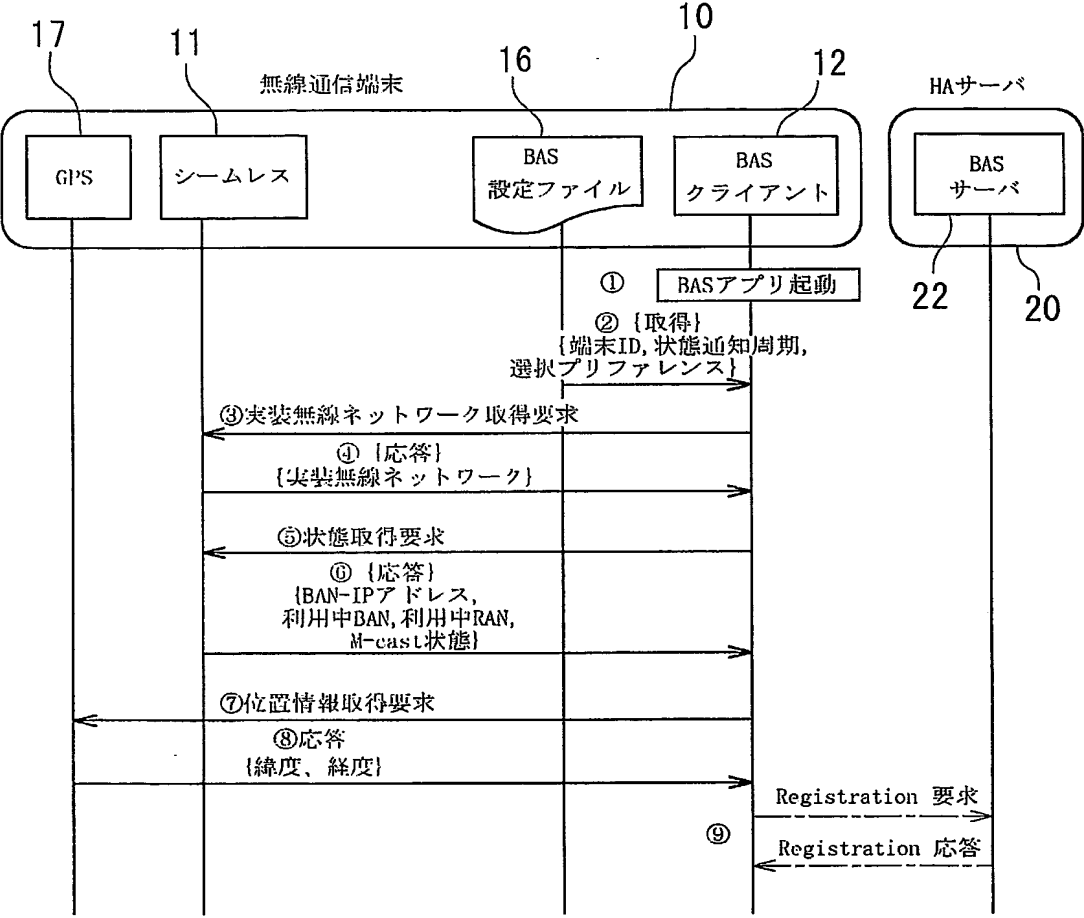 17
11
16
10
12
無線通信端末
HAサーバ
GPS
シームレス
BAS
設定ファイル
BAS
クライアント
BAS
サーバ
22
20
① BASアプリ起動
② {取得}
{端末ID,状態通知周期,
選択プリファレンス}
③実装無線ネットワーク取得要求
④ {応答}
{実装無線ネットワーク}
⑤状態取得要求
⑥ {応答}
{BAN-IPアドレス,
利用中BAN,利用中RAN,
M-cast状態}
⑦位置情報取得要求
⑧応答
{緯度、経度}
Registration 要求
⑨
Registration 応答